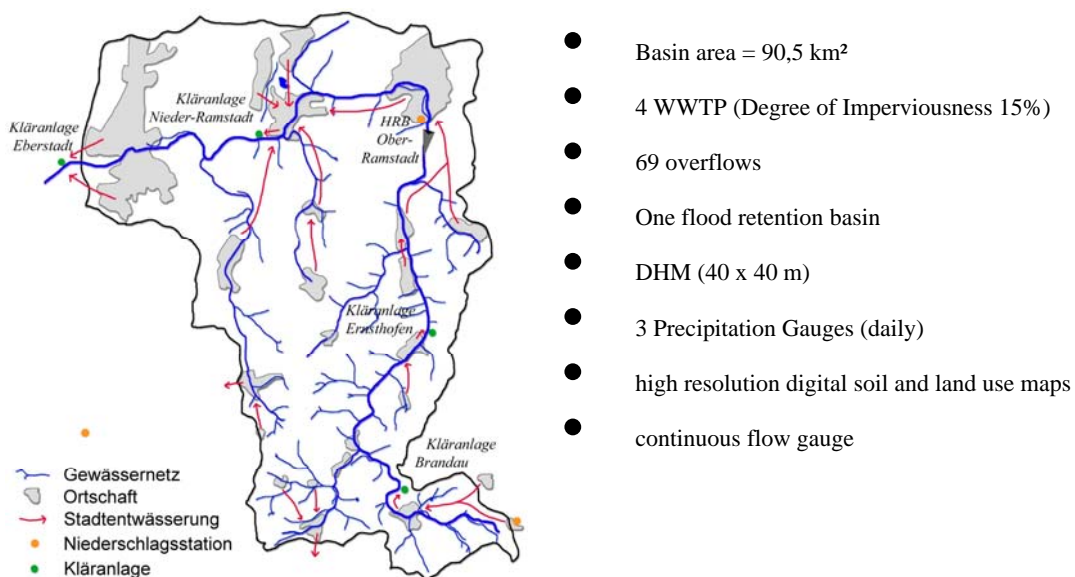 Kläranlage
Nieder-Ramstadt
Kläranlage
Eberstadt
HRB
Ober-
Ramstadt
Kläranlage
Ernsthofen
Kläranlage
Brandau
Gewässernetz
Ortschaft
Stadtentwässerung
Niederschlagsstation
Kläranlage
● Basin area = 90,5 km²
● 4 WWTP (Degree of Imperviousness 15%)
● 69 overflows
● One flood retention basin
● DHM (40 x 40 m)
● 3 Precipitation Gauges (daily)
● high resolution digital soil and land use maps
● continuous flow gauge